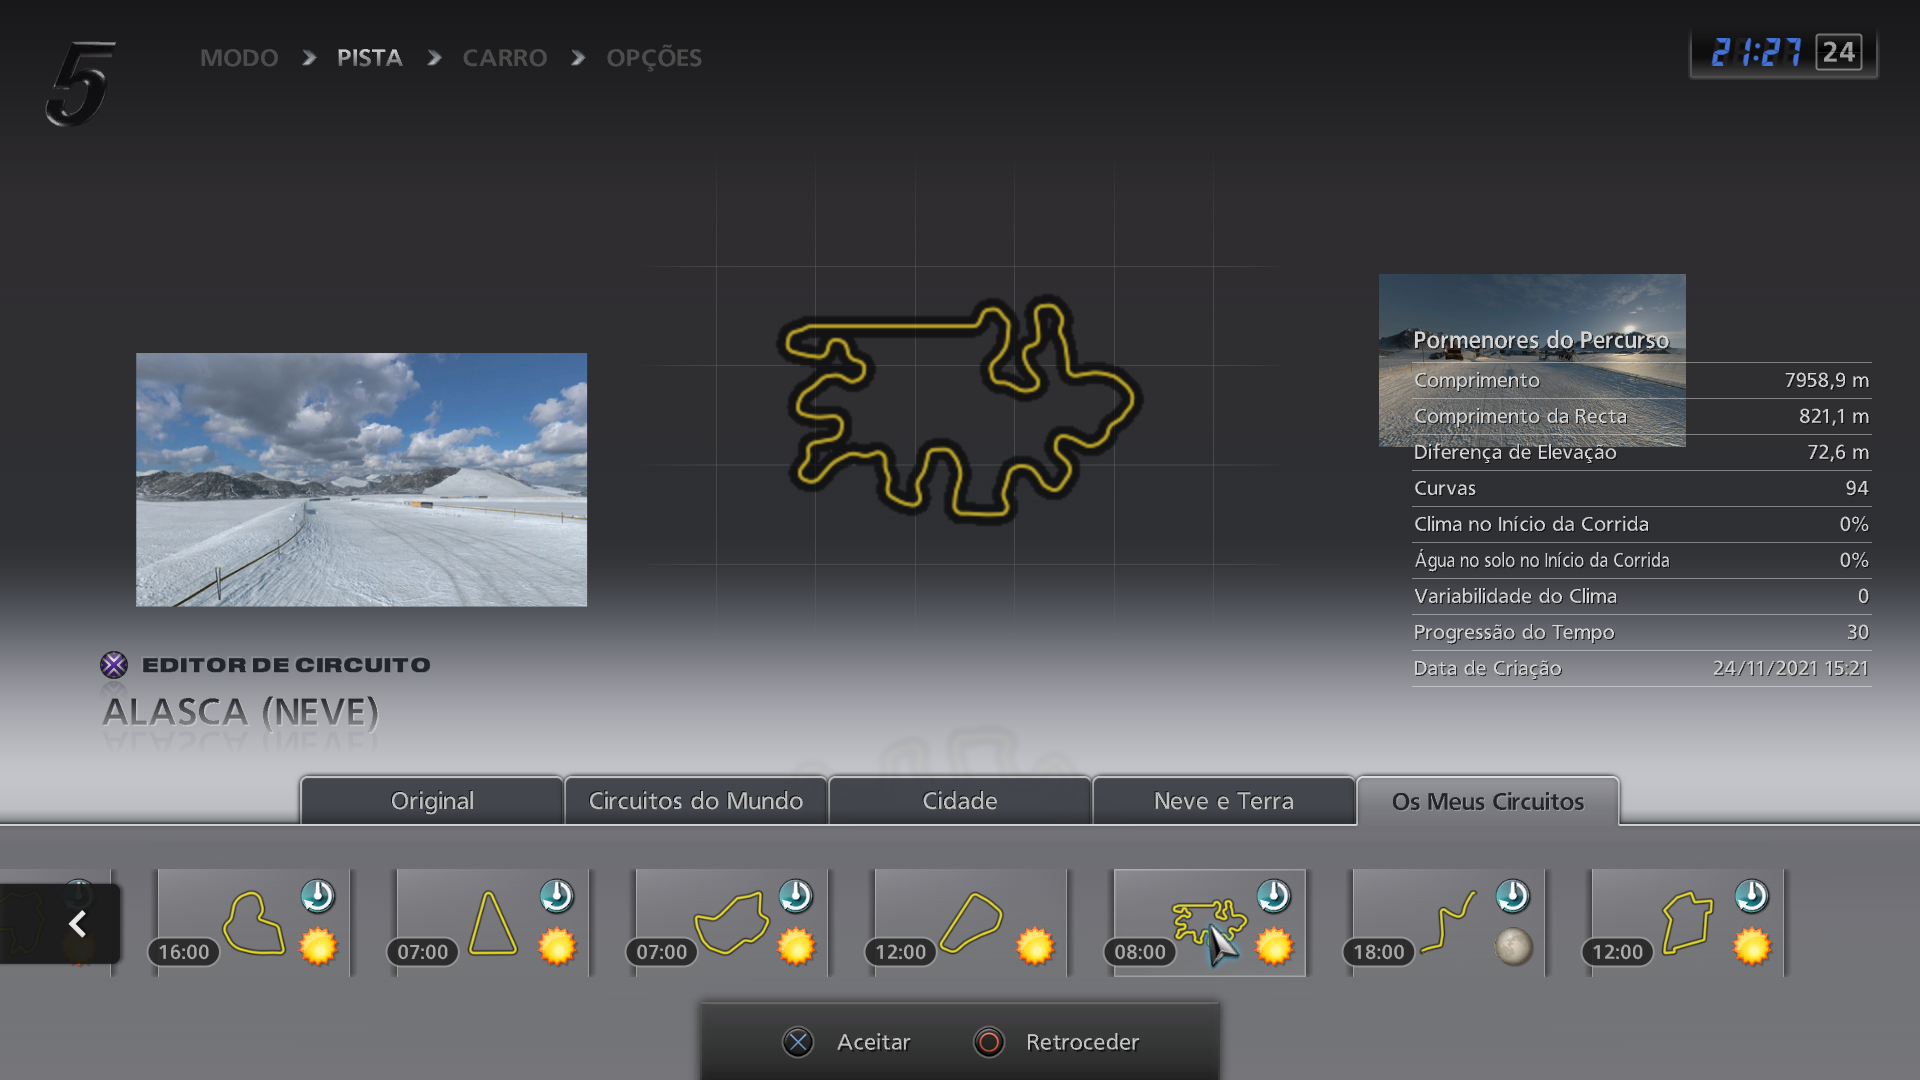 5
MODO PISTA CARRO OPÇÕES
21:27 24
Pormenores do Percurso
Comprimento 7958,9 m
Comprimento da Recta 821,1 m
Diferença de Elevação 72,6 m
Curvas 94
Clima no Início da Corrida 0%
Água no solo no Início da Corrida 0%
Variabilidade do Clima 0
Progressão do Tempo 30
Data de Criação 24/11/2021 15:21
EDITOR DE CIRCUITO
ALASCA (NEVE)
Original Circuitos do Mundo Cidade Neve e Terra Os Meus Circuitos
16:00 07:00 07:00 12:00 08:00 18:00 12:00
Aceitar Retroceder